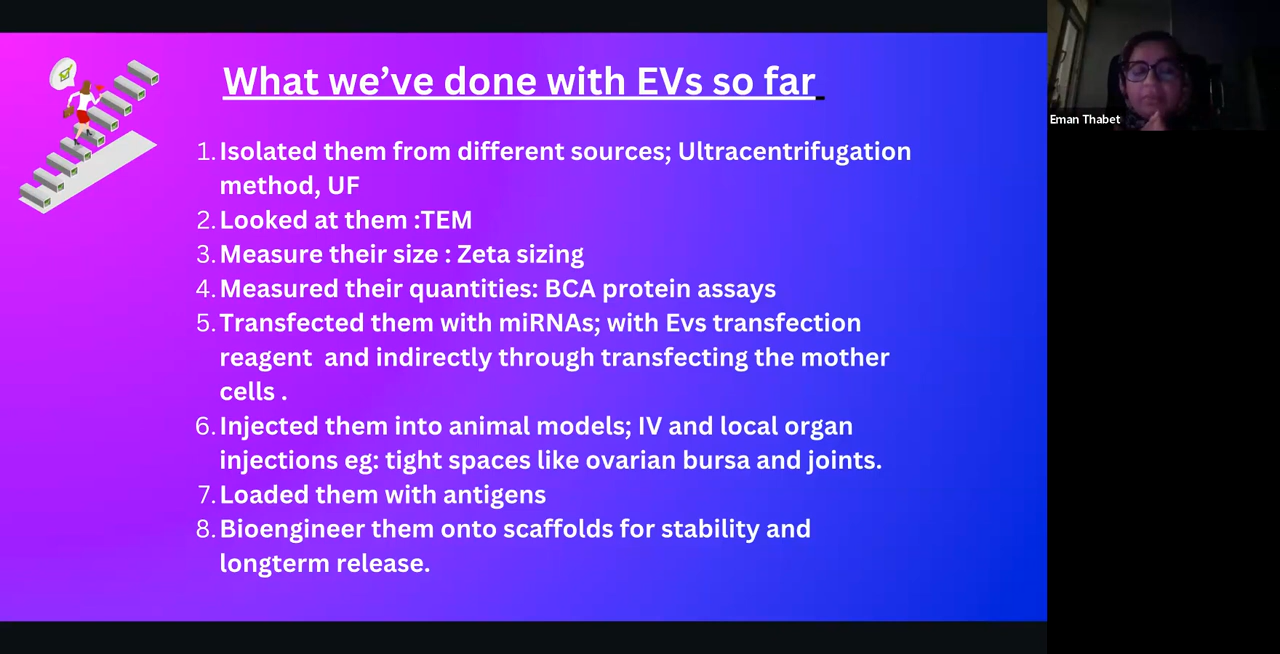 What we've done with EVs so far
1. Isolated them from different sources; Ultracentrifugation
method, UF
2. Looked at them :TEM
3. Measure their size : Zeta sizing
4. Measured their quantities: BCA protein assays
5. Transfected them with miRNAs; with Evs transfection
reagent  and indirectly through transfecting the mother
cells .
6. Injected them into animal models; IV and local organ
injections eg: tight spaces like ovarian bursa and joints.
7. Loaded them with antigens
8. Bioengineer them onto scaffolds for stability and
longterm release.
Eman Thabet